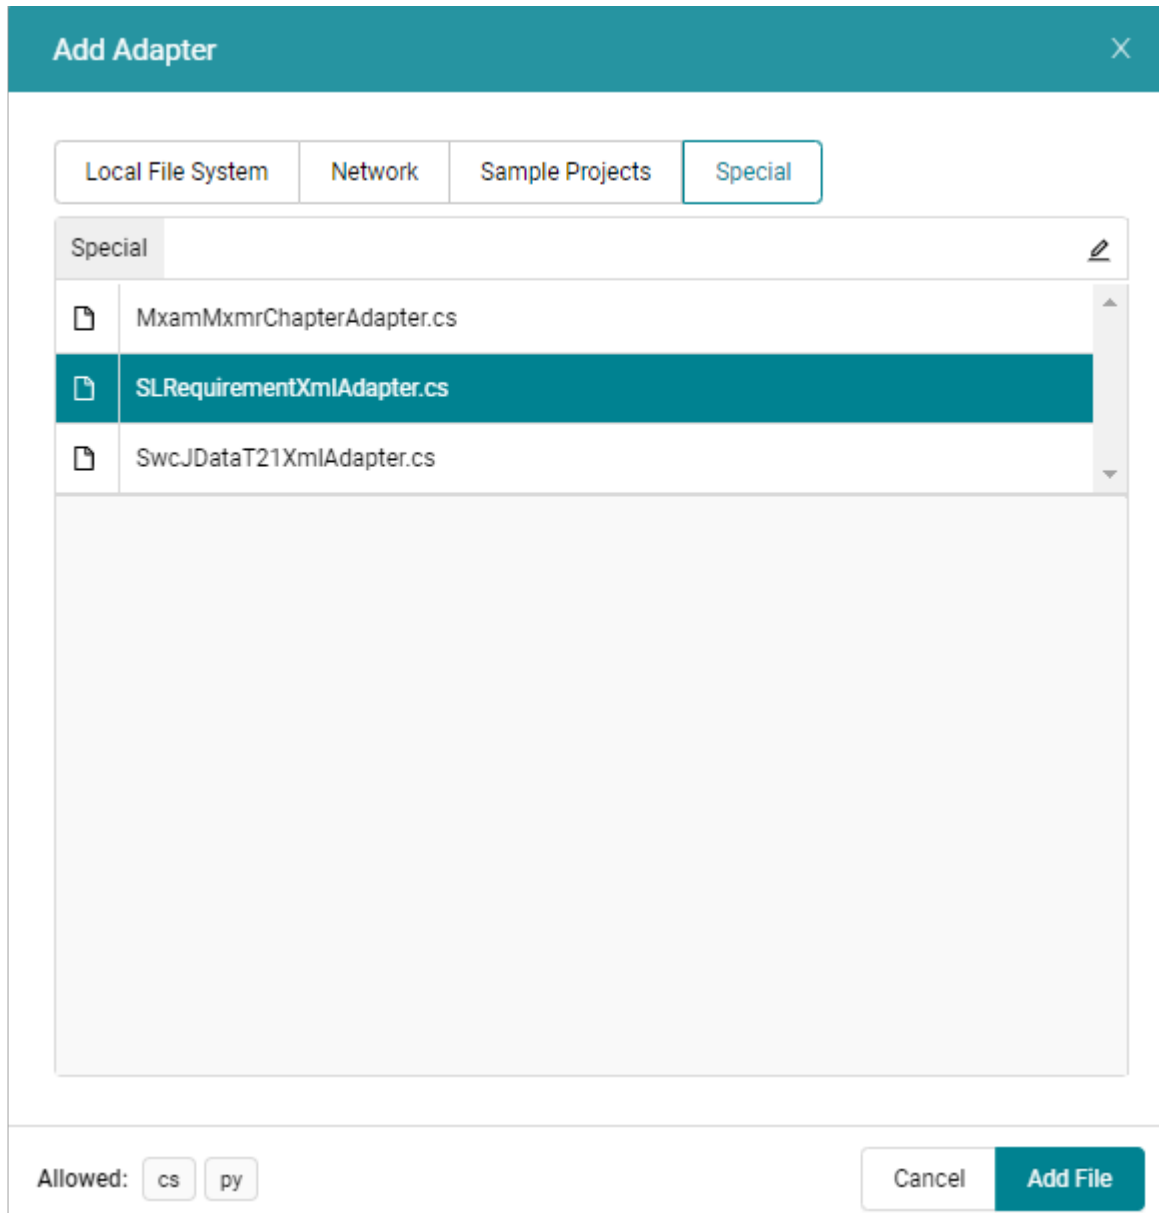 Add Adapter
Local File System Network Sample Projects Special
Special
MxamMxmrChapterAdapter.cs
SLRequirementXmlAdapter.cs
SwcJDataT21XmlAdapter.cs
Allowed: cs py Cancel Add File